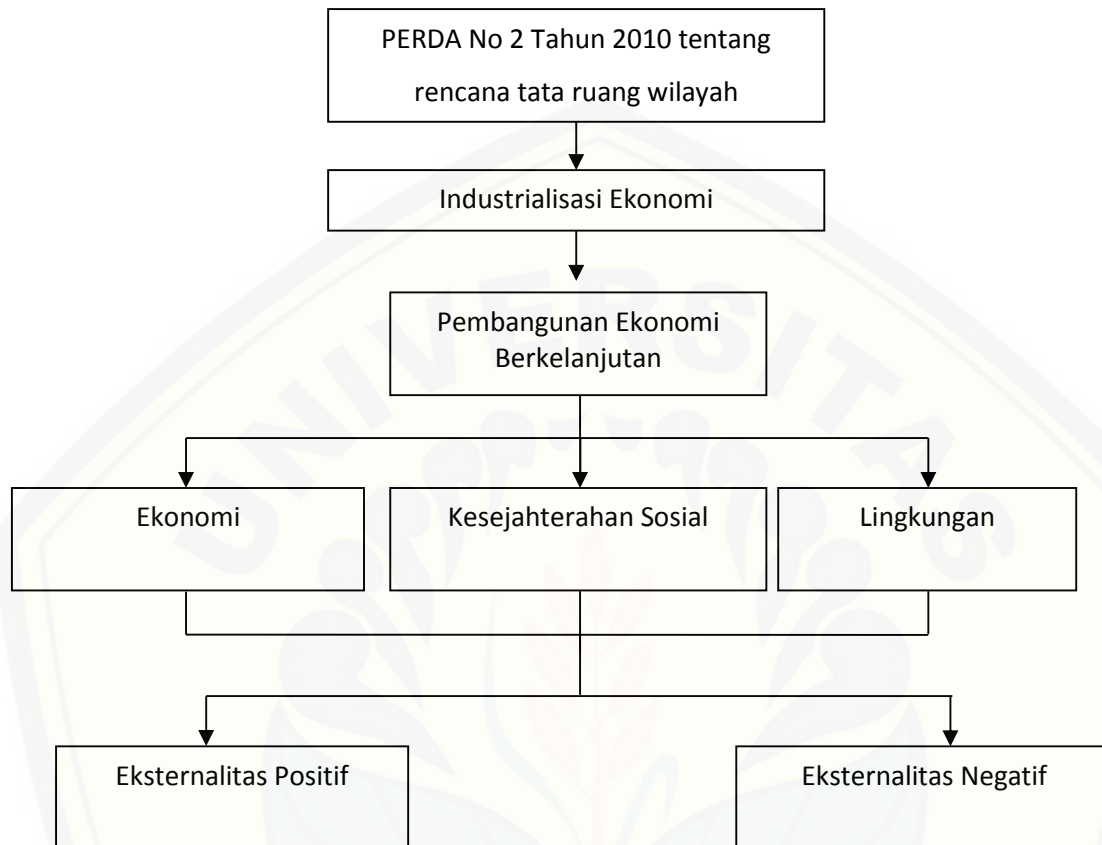 PERDA No 2 Tahun 2010 tentang
rencana tata ruang wilayah
Industrialisasi Ekonomi
Pembangunan Ekonomi
Berkelanjutan
UNIVERSITAS
Ekonomi
Kesejahterahan Sosial
Lingkungan
Eksternalitas Positif
Eksternalitas Negatif